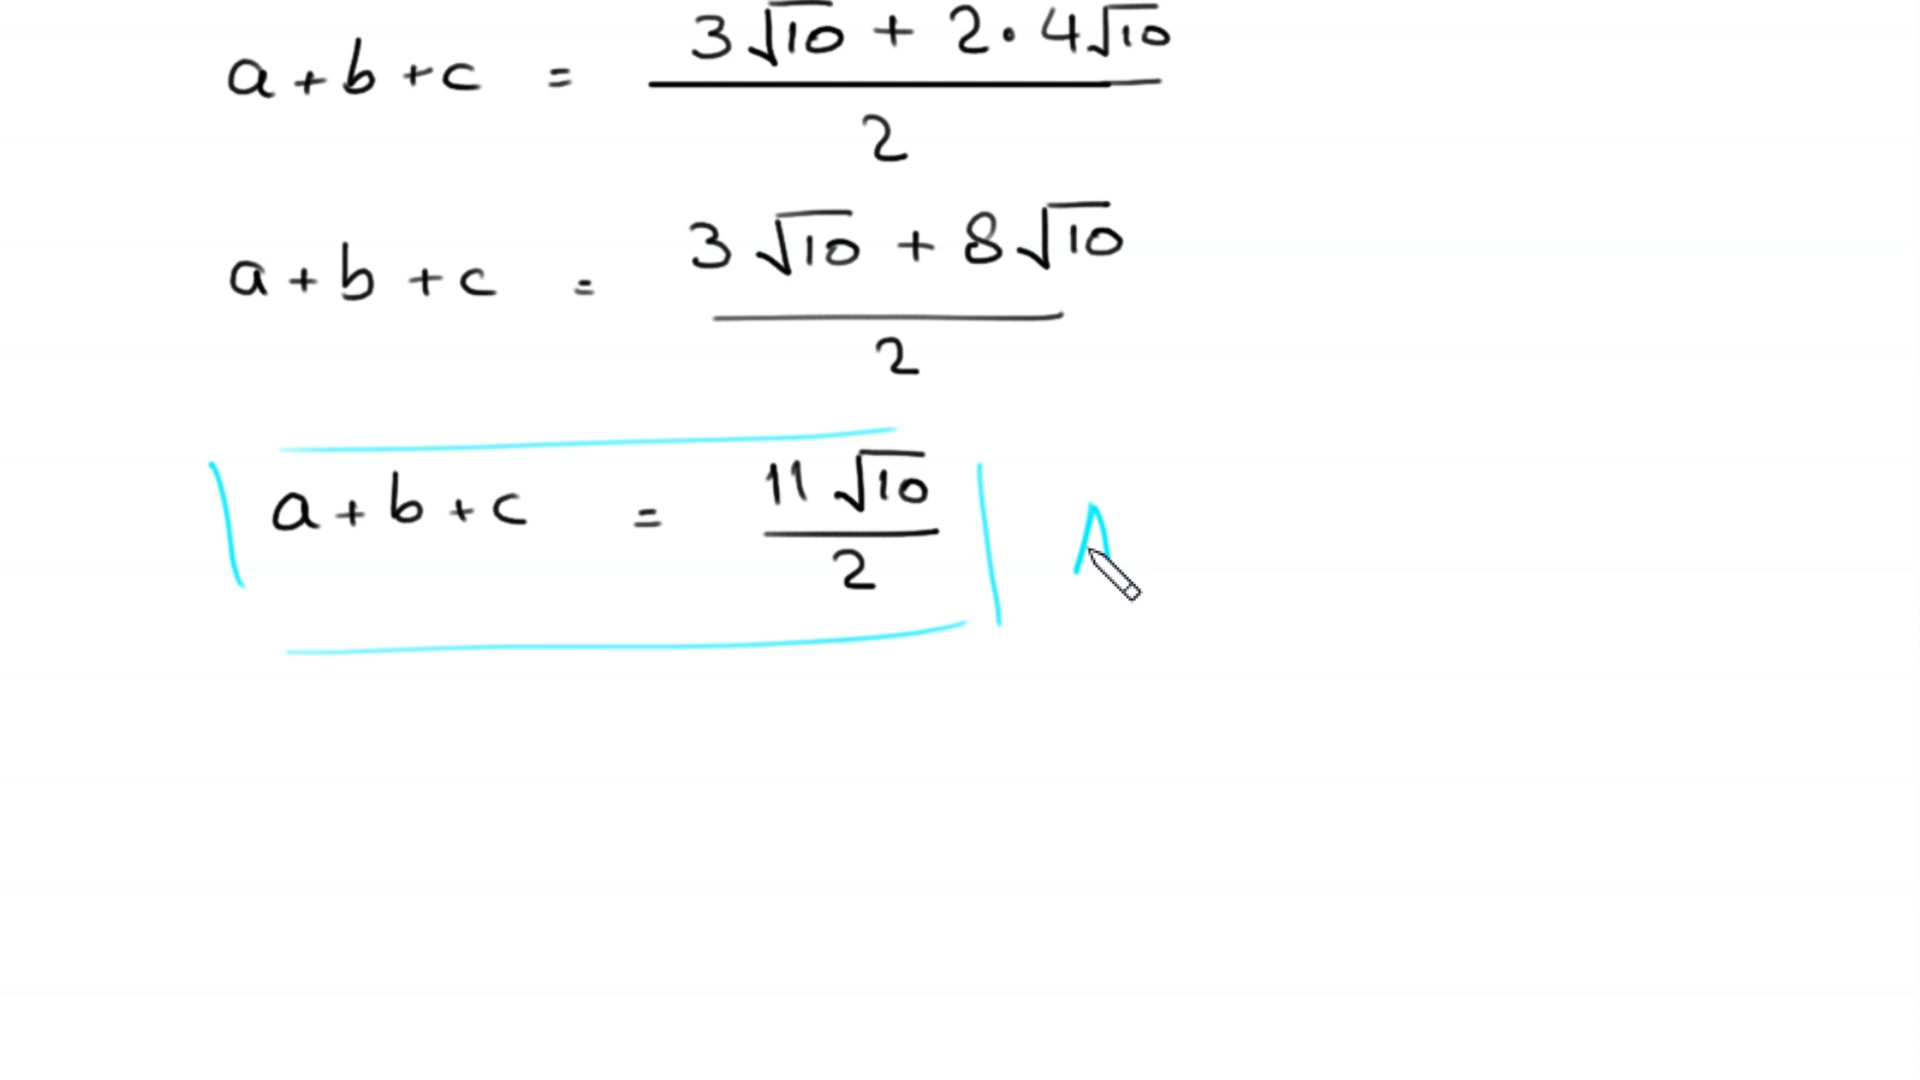 a + b + c = (3√10 + 2 · 4√10) / 2
a + b + c = (3√10 + 8√10) / 2
a + b + c = 11√10 / 2